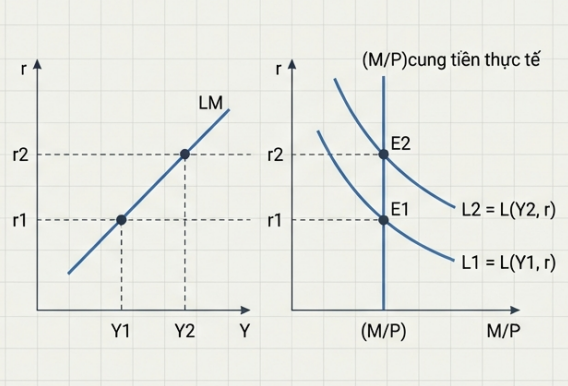 r
LM
r2
r1
Y1
Y2
Y
r
(M/P)cung tiền thực tế
r2
E2
L2 = L(Y2, r)
r1
E1
L1 = L(Y1, r)
(M/P)
M/P